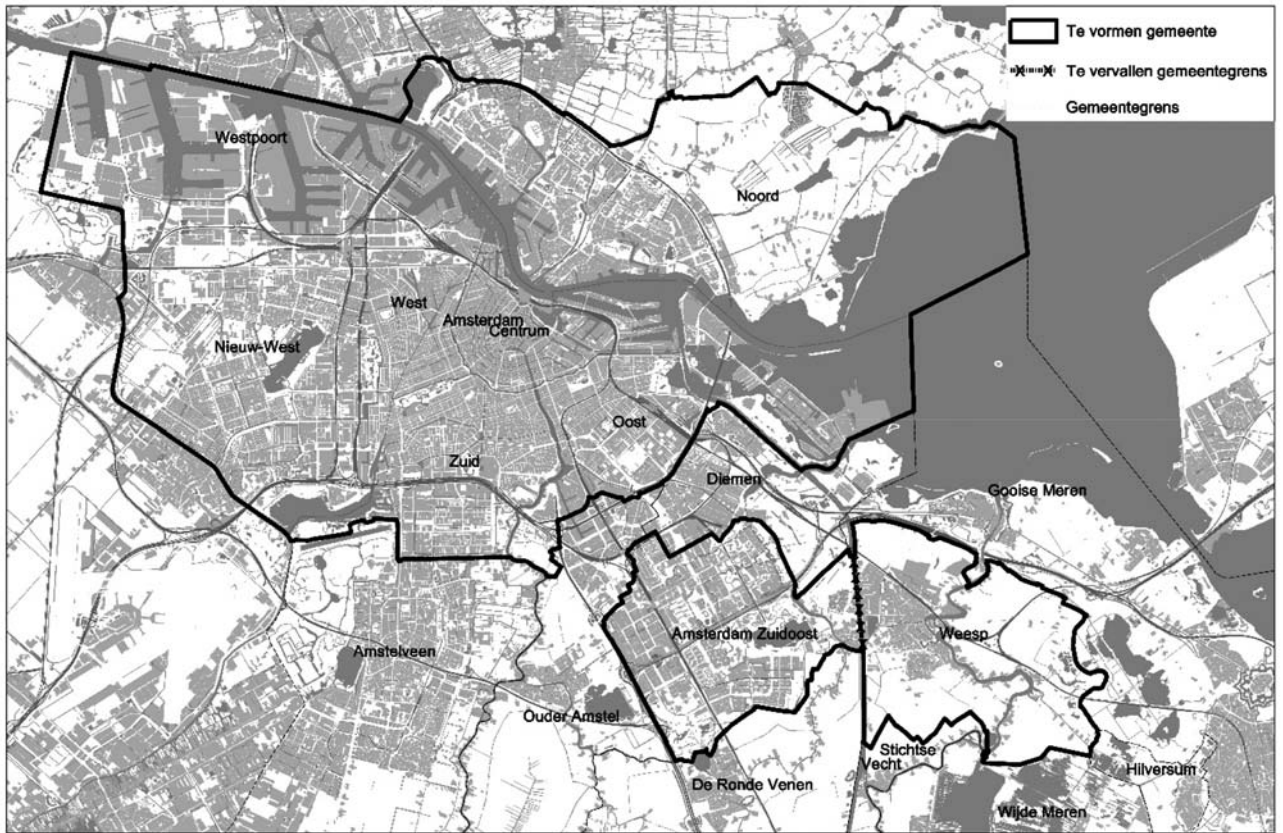 Te vormen gemeente
Te vervallen gemeentegrens
Gemeentegrens
Westpoort
Noord
West
Amsterdam
Centrum
Nieuw-West
Oost
Zuid
Diemen
Gooise Meren
Amsterdam Zuidoost
Weesp
Amstelveen
Ouder Amstel
Stichtse
Vecht
De Ronde Venen
Hilversum
Wijde Meren